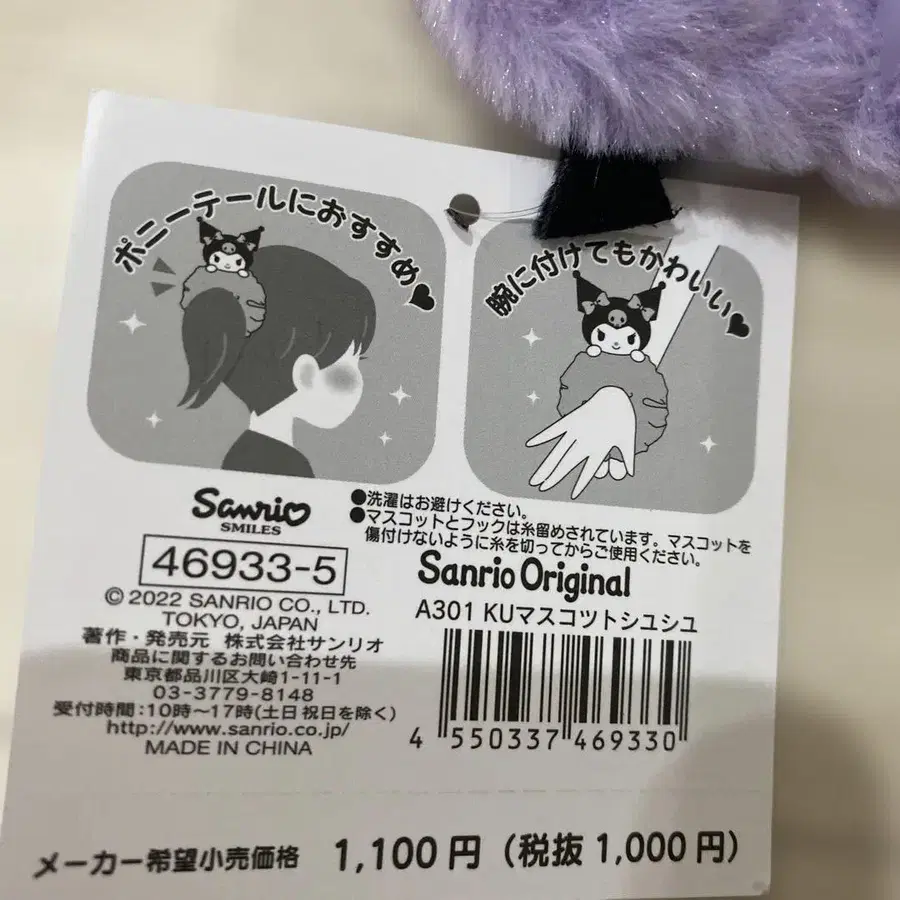 ポニーテールにおすすめ♥
腕に付けてもかわいい♥
Sanrio
SMILES
46933-5
© 2022 SANRIO CO., LTD.
TOKYO, JAPAN
著作・発売元 株式会社サンリオ
商品に関するお問い合わせ先
東京都品川区大崎1-11-1
03-3779-8148
受付時間:10時〜17時(土日祝日を除く)
http://www.sanrio.co.jp/
MADE IN CHINA
●洗濯はお避けください。
●マスコットとフックは糸留めされています。マスコットを
傷付けないように糸を切ってからご使用ください。
Sanrio Original
A301 KUマスコツトシユシユ
4 550337 469330
メーカー希望小売価格 1,100円(税抜1,000円)